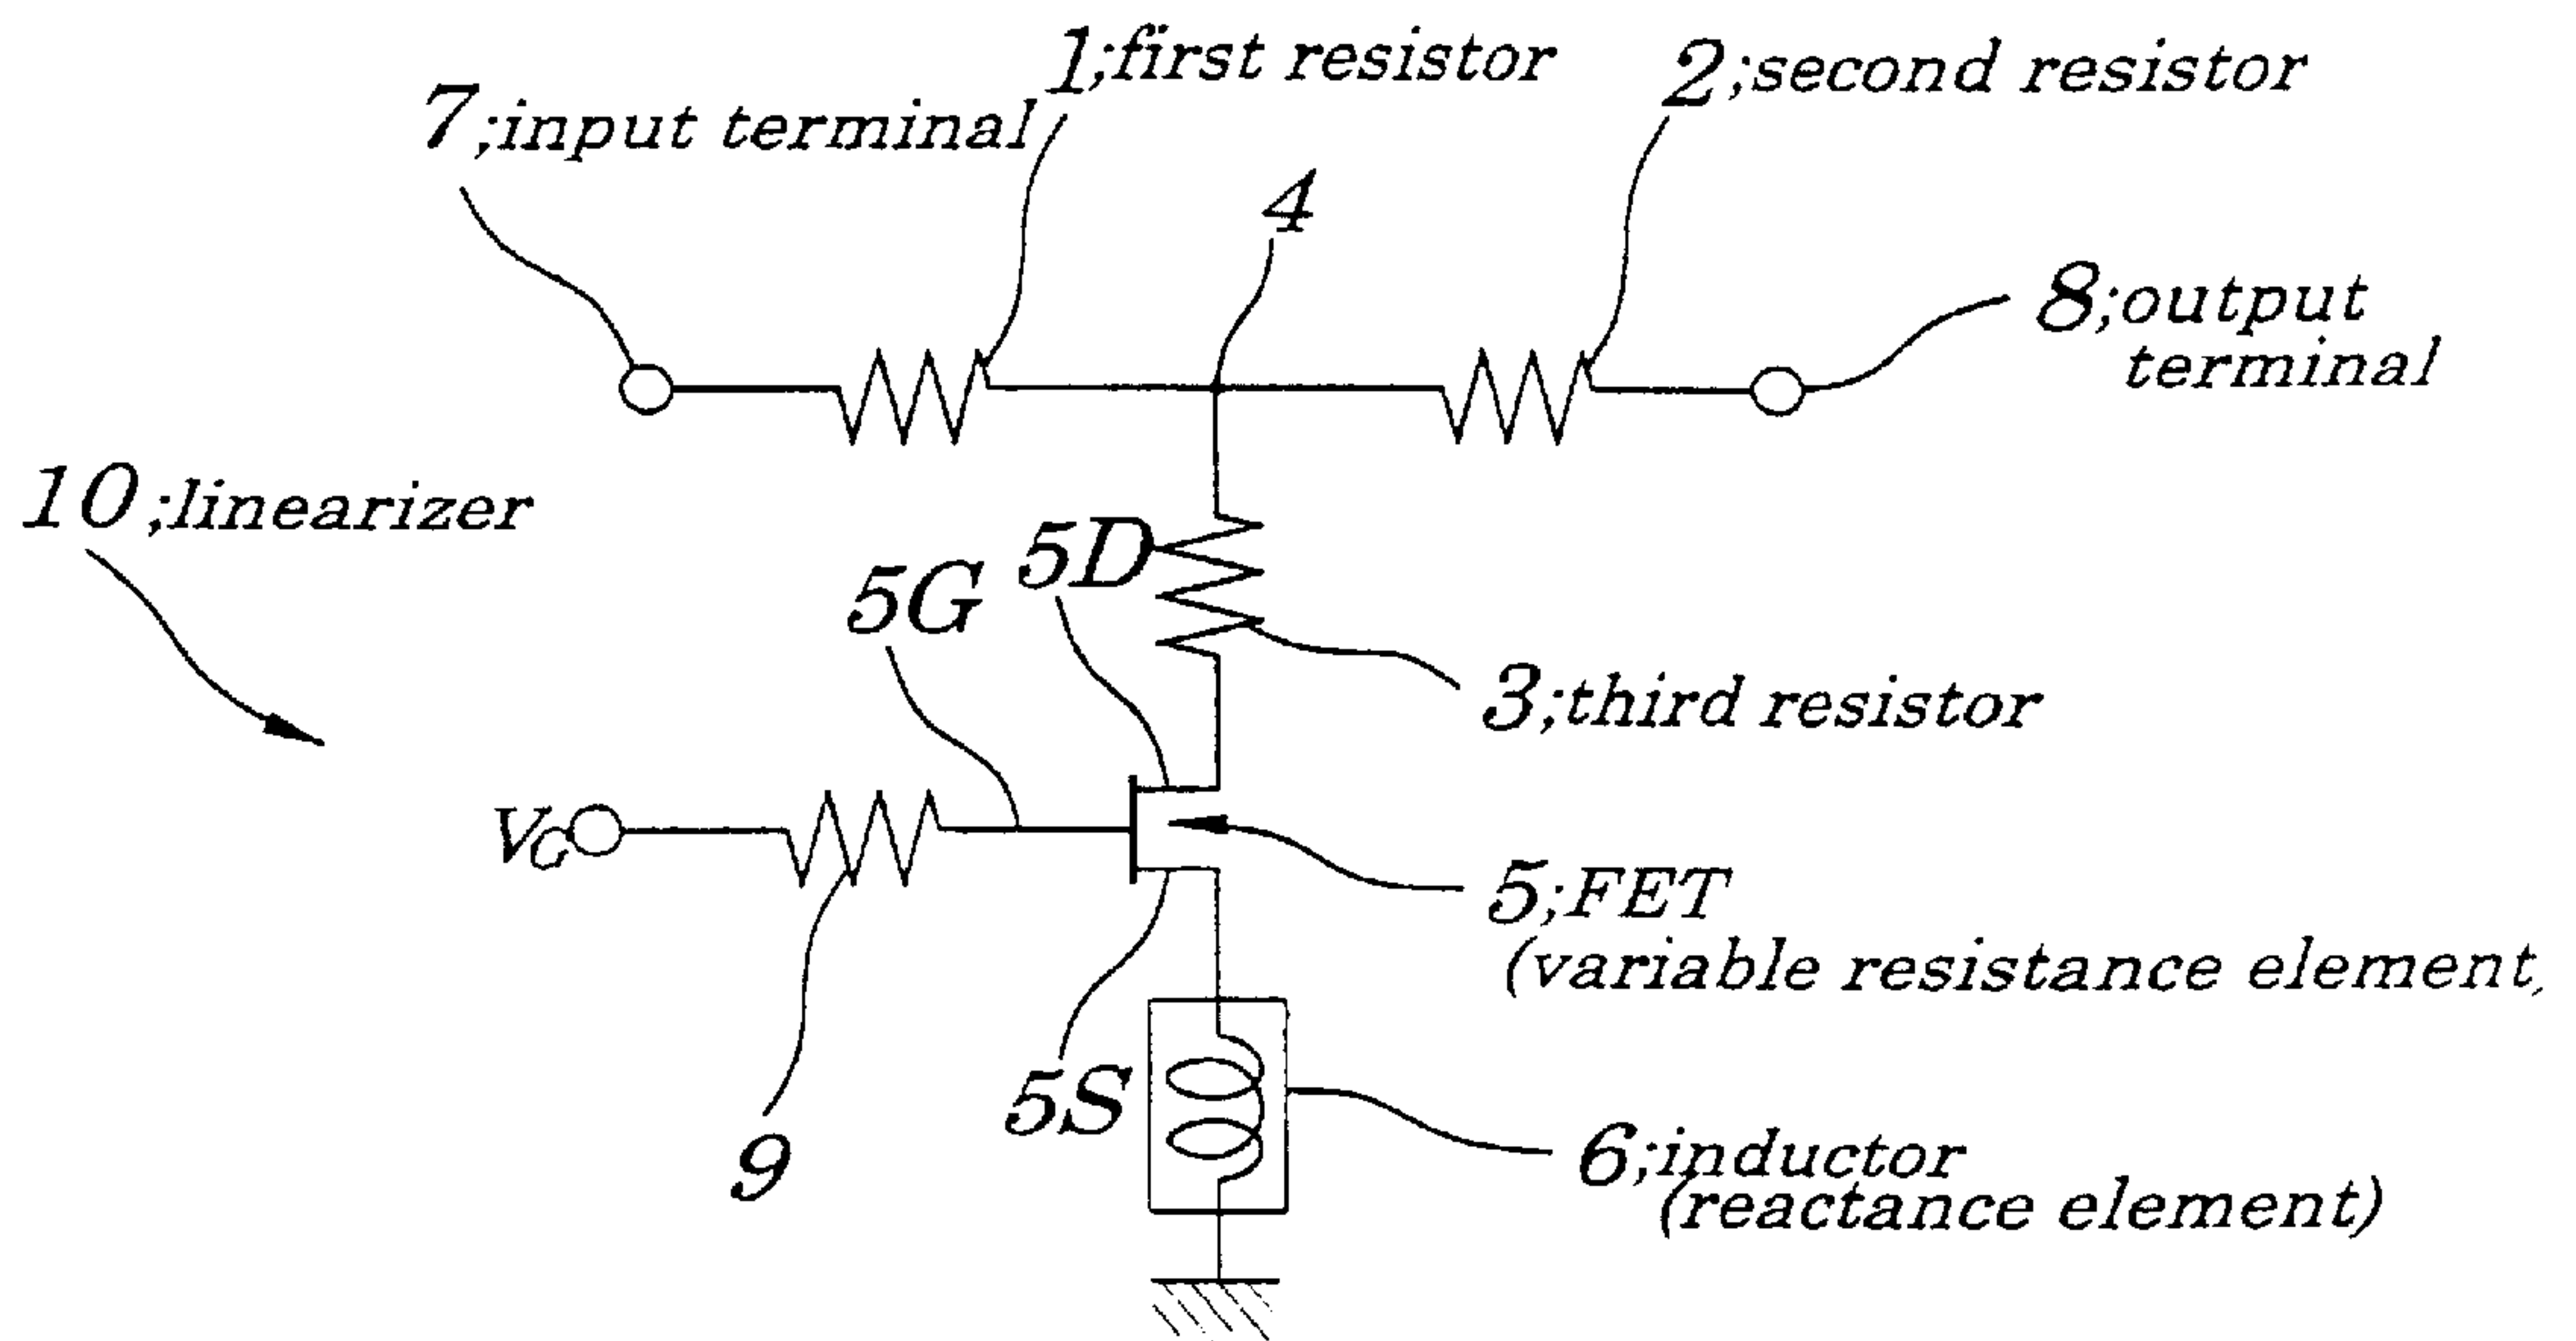 1;first resistor
2;second resistor
7;input terminal
4
8;output
terminal
10;linearizer
5D
5G
3;third resistor
VG
5;FET
(variable resistance element,
5S
9
6;inductor
(reactance element)